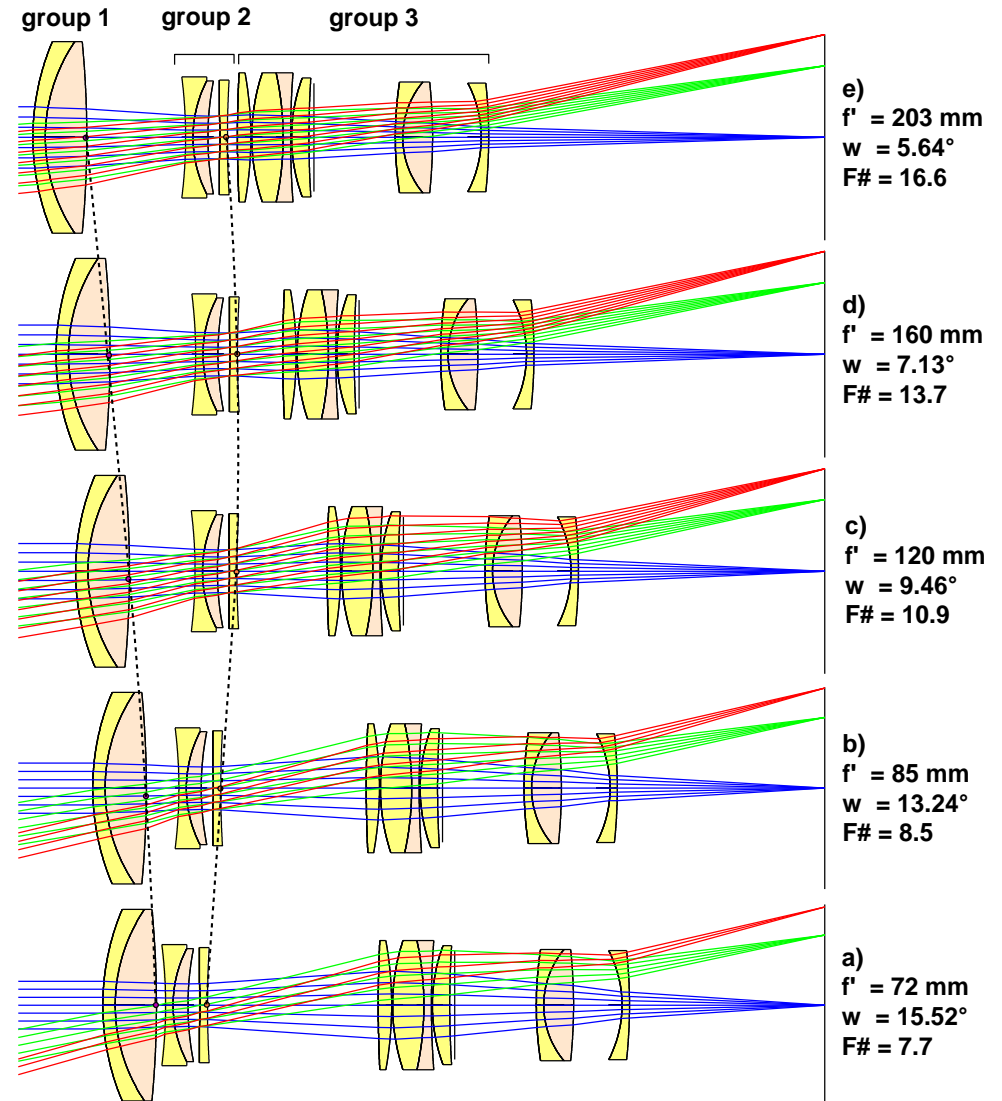 group 1
group 2
group 3
e)
f' = 203 mm
w = 5.64°
F# = 16.6
d)
f' = 160 mm
w = 7.13°
F# = 13.7
c)
f' = 120 mm
w = 9.46°
F# = 10.9
b)
f' = 85 mm
w = 13.24°
F# = 8.5
a)
f' = 72 mm
w = 15.52°
F# = 7.7